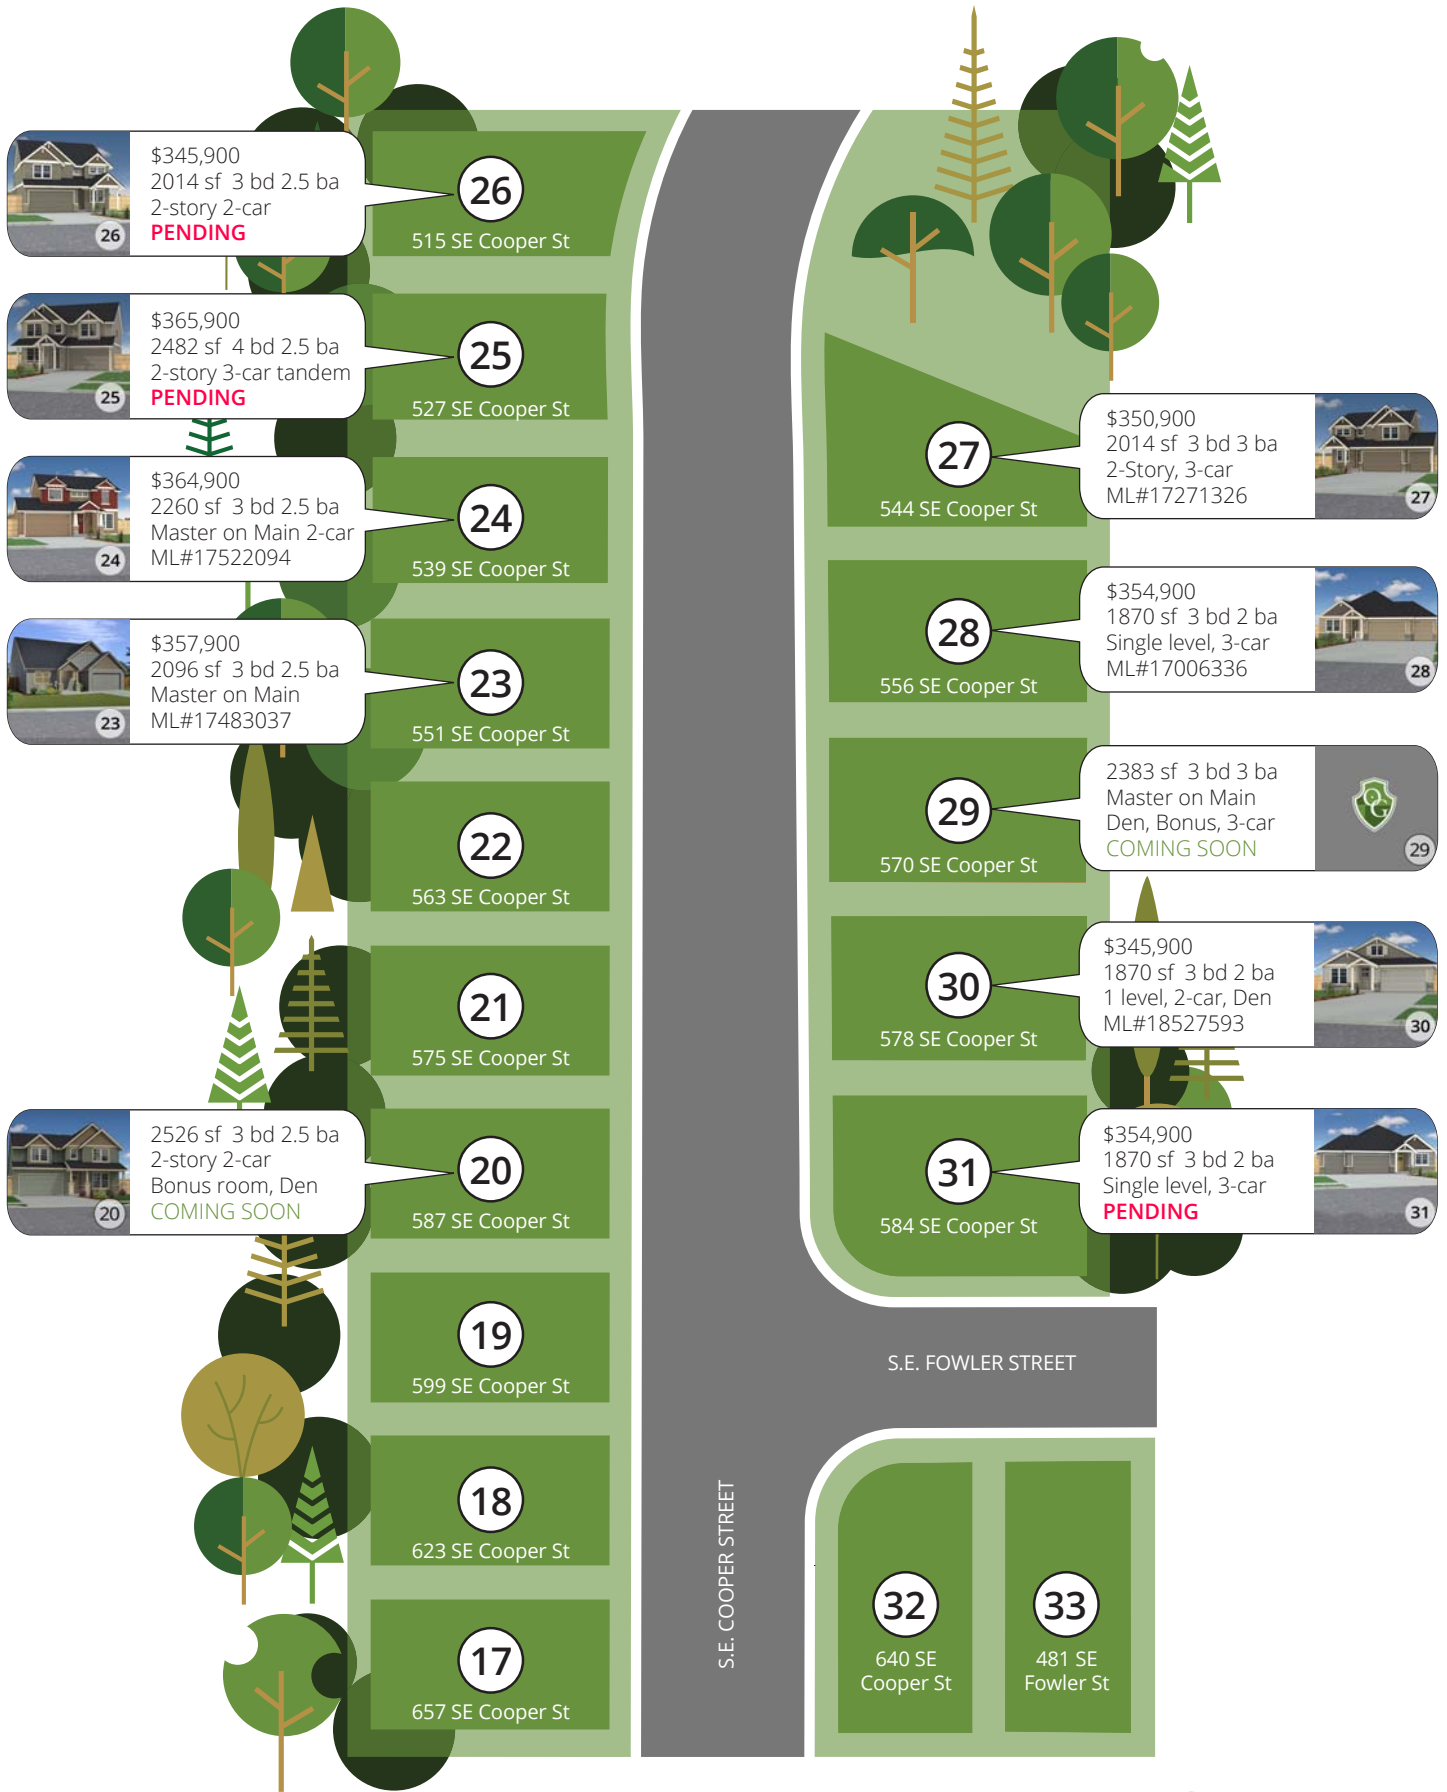 $345,900
2014 sf  3 bd 2.5 ba
2-story 2-car
PENDING
26
26
515 SE Cooper St
$365,900
2482 sf  4 bd 2.5 ba
2-story 3-car tandem
PENDING
25
25
527 SE Cooper St
$364,900
2260 sf  3 bd 2.5 ba
Master on Main 2-car
ML#17522094
24
24
539 SE Cooper St
$357,900
2096 sf  3 bd 2.5 ba
Master on Main
ML#17483037
23
23
551 SE Cooper St
22
563 SE Cooper St
21
575 SE Cooper St
2526 sf  3 bd 2.5 ba
2-story 2-car
Bonus room, Den
COMING SOON
20
20
587 SE Cooper St
19
599 SE Cooper St
18
623 SE Cooper St
17
657 SE Cooper St
S.E. COOPER STREET
27
544 SE Cooper St
$350,900
2014 sf  3 bd 3 ba
2-Story, 3-car
ML#17271326
27
28
556 SE Cooper St
$354,900
1870 sf  3 bd 2 ba
Single level, 3-car
ML#17006336
28
29
570 SE Cooper St
2383 sf  3 bd 3 ba
Master on Main
Den, Bonus, 3-car
COMING SOON
OG
29
30
578 SE Cooper St
$345,900
1870 sf  3 bd 2 ba
1 level, 2-car, Den
ML#18527593
30
31
584 SE Cooper St
$354,900
1870 sf  3 bd 2 ba
Single level, 3-car
PENDING
31
S.E. FOWLER STREET
32
640 SE
Cooper St
33
481 SE
Fowler St